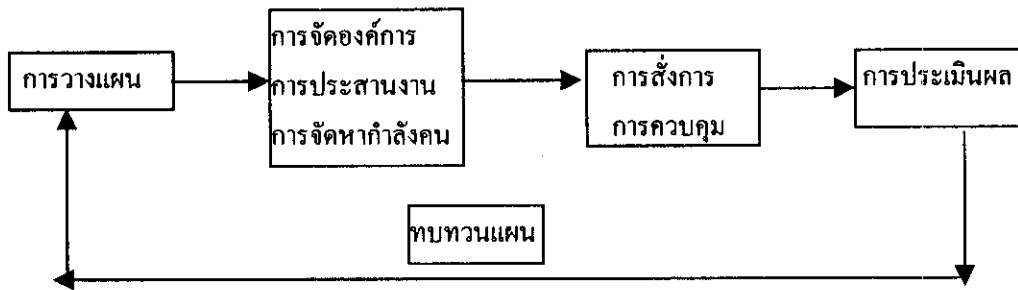 การวางแผน
การจัดองค์การ
การประสานงาน
การจัดหากำลังคน
การสั่งการ
การควบคุม
การประเมินผล
ทบทวนแผน